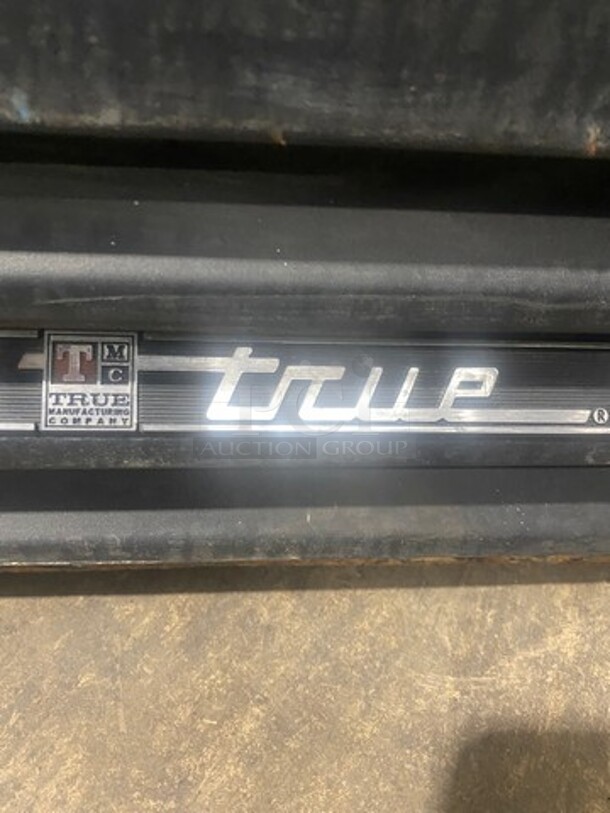 T M
C
TRUE
MANUFACTURING
COMPANY
true ®
AUCTION GROUP